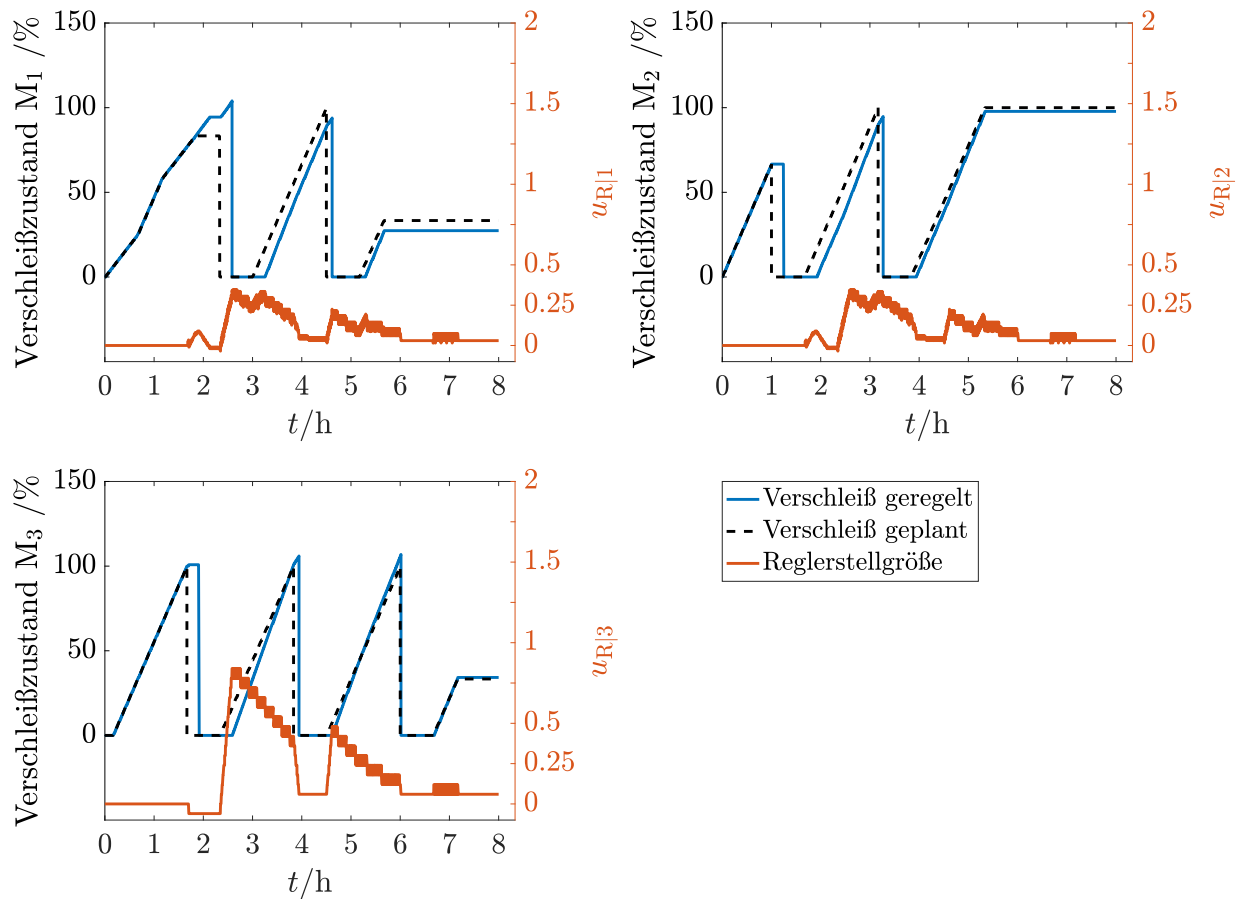 Verschleißzustand M1 /%
150
100
50
0
2
1.5
1
0.5
0.25
0
uR|1
0 1 2 3 4 5 6 7 8
t/h
Verschleißzustand M2 /%
150
100
50
0
2
1.5
1
0.5
0.25
0
uR|2
0 1 2 3 4 5 6 7 8
t/h
Verschleißzustand M3 /%
150
100
50
0
2
1.5
1
0.5
0.25
0
uR|3
0 1 2 3 4 5 6 7 8
t/h
Verschleiß geregelt
Verschleiß geplant
Reglerstellgröße